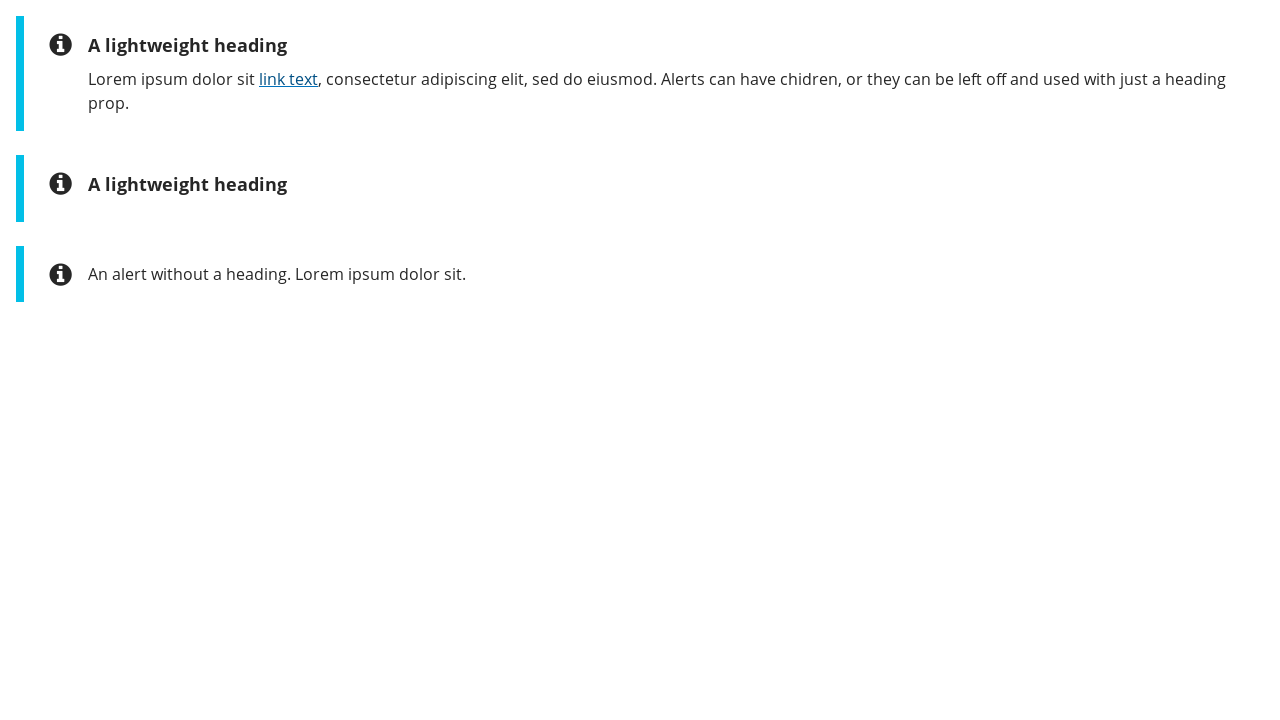 A lightweight heading
Lorem ipsum dolor sit link text, consectetur adipiscing elit, sed do eiusmod. Alerts can have chidren, or they can be left off and used with just a heading
prop.
A lightweight heading
An alert without a heading. Lorem ipsum dolor sit.